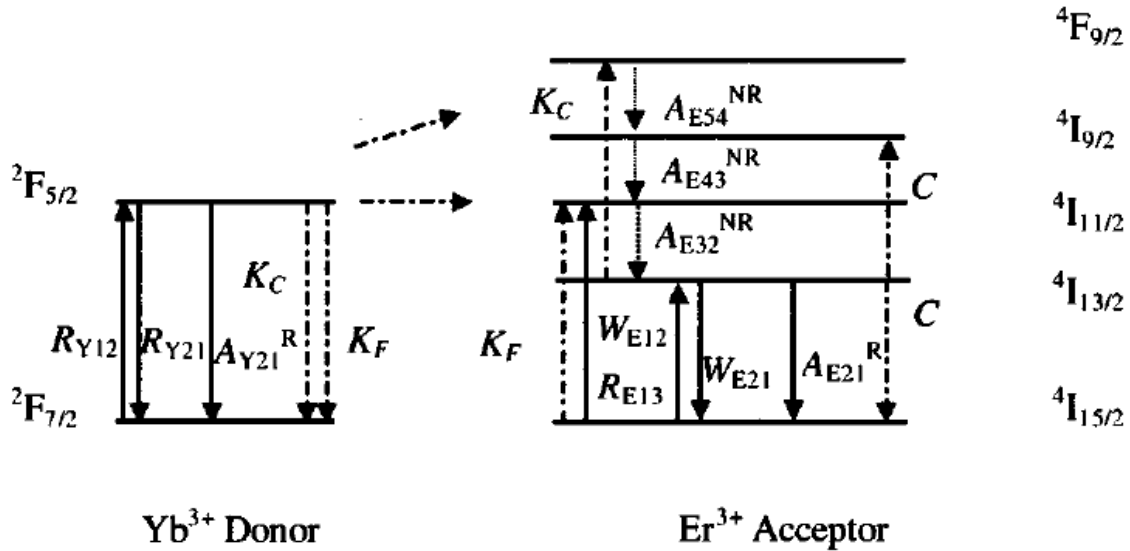 ⁴F₉/₂
K_C A_E54^NR
⁴I₉/₂
²F₅/₂ A_E43^NR C
⁴I₁₁/₂
A_E32^NR
K_C ⁴I₁₃/₂
C
R_Y12 R_Y21 A_Y21^R K_F K_F W_E12 W_E21 A_E21^R
R_E13
²F₇/₂ ⁴I₁₅/₂
Yb³⁺ Donor Er³⁺ Acceptor